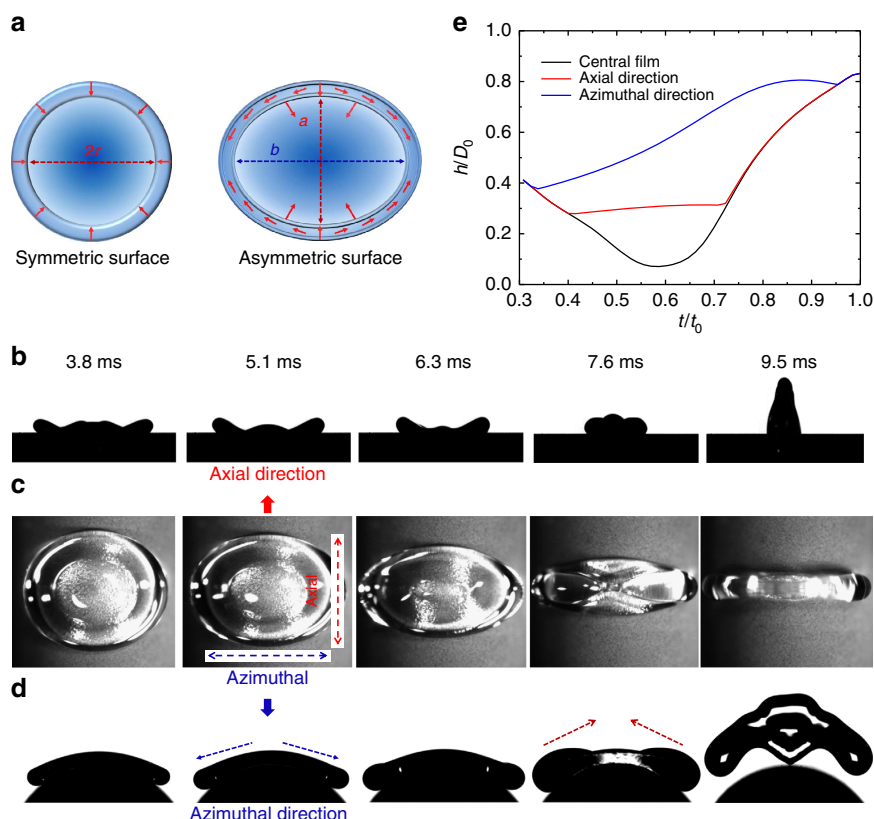 a
2r
Symmetric surface
a
b
Asymmetric surface
e
h/D0
1.0
0.8
0.6
0.4
0.2
0.0
Central film
Axial direction
Azimuthal direction
0.3 0.4 0.5 0.6 0.7 0.8 0.9 1.0
t/t0
b
3.8 ms 5.1 ms 6.3 ms 7.6 ms 9.5 ms
Axial direction
c
Axial
Azimuthal
d
Azimuthal direction